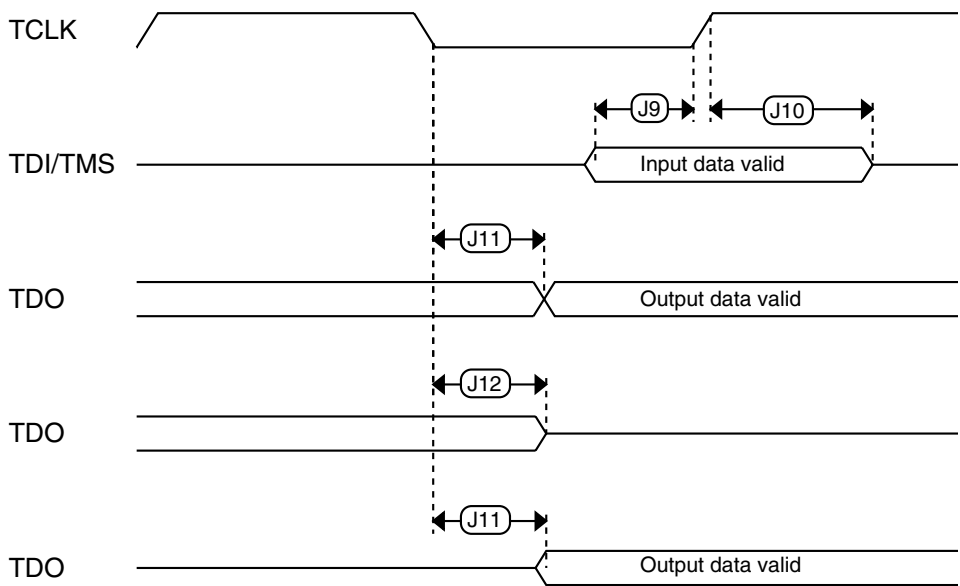 TCLK
J9
J10
TDI/TMS
Input data valid
J11
TDO
Output data valid
J12
TDO
J11
TDO
Output data valid